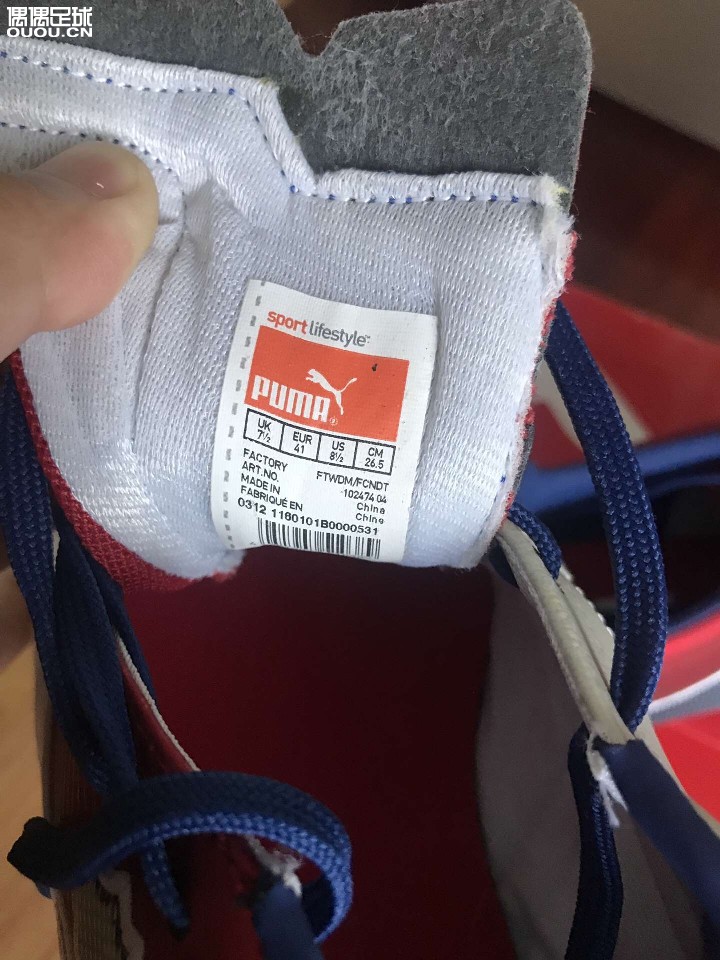 偶偶足球
OUOU.CN
sport lifestyle™
PUMA®
UK EUR US CM
7½ 41 8½ 26.5
FACTORY FTWDM/FCNDT
ART.NO. -102474 04
MADE IN China
FABRIQUÉ EN China
0312 1180101B0000531